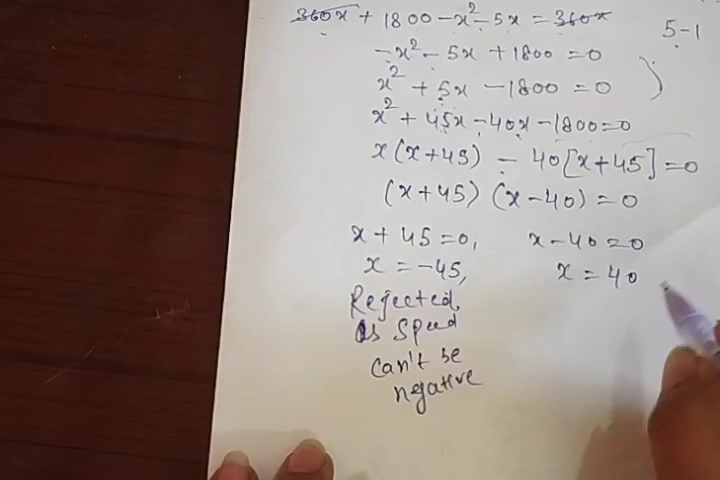 360x + 1800 - x² - 5x = 360x
5-1
- x² - 5x + 1800 = 0
x² + 5x - 1800 = 0 )
x² + 45x - 40x - 1800 = 0
x (x + 45) - 40 [x + 45] = 0
(x + 45) (x - 40) = 0
x + 45 = 0, x - 40 = 0
x = -45, x = 40
Rejected
as Speed
can't be
negative